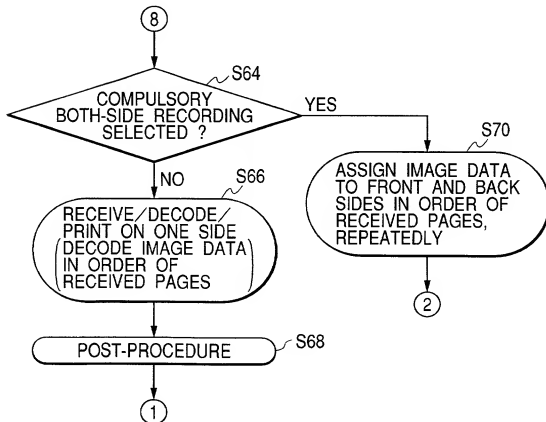 8
S64
COMPULSORY
BOTH-SIDE RECORDING
SELECTED ?
YES
NO
S66
RECEIVE/DECODE/
PRINT ON ONE SIDE
(DECODE IMAGE DATA
IN ORDER OF
RECEIVED PAGES)
S68
POST-PROCEDURE
1
S70
ASSIGN IMAGE DATA
TO FRONT AND BACK
SIDES IN ORDER OF
RECEIVED PAGES,
REPEATEDLY
2